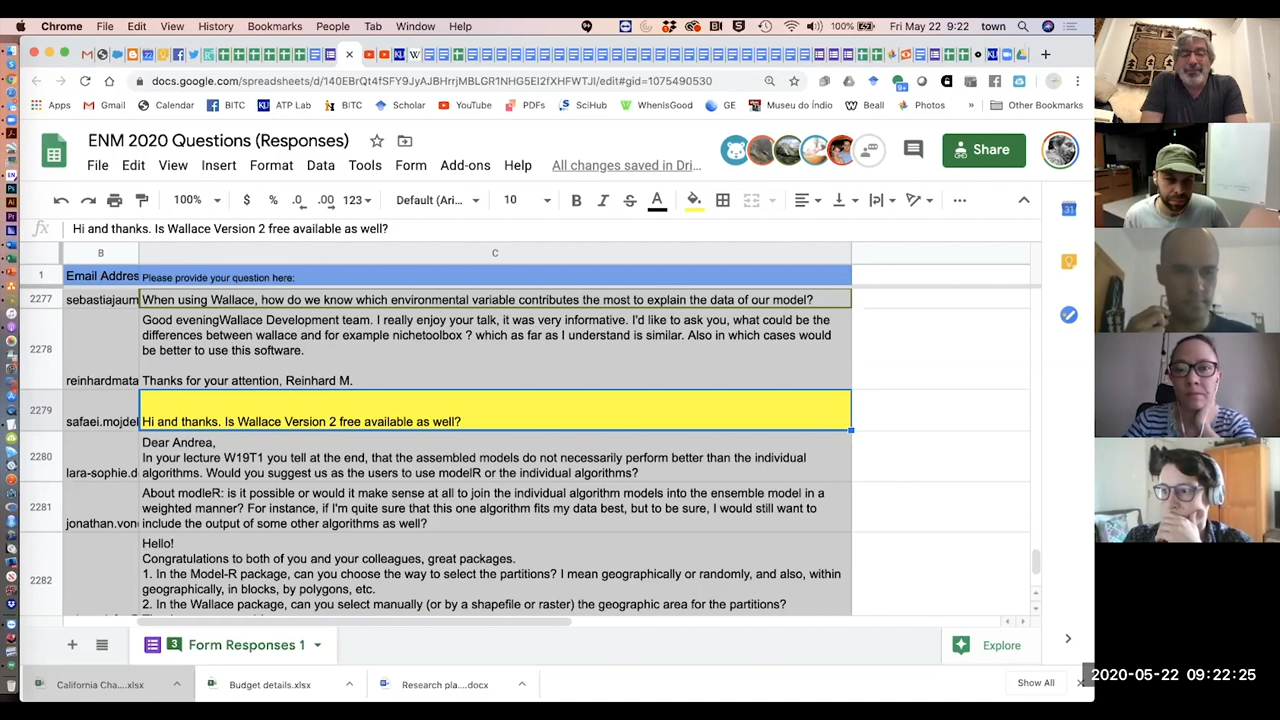 Chrome File Edit View History Bookmarks People Tab Window Help 100% Fri May 22 9:22 town
docs.google.com/spreadsheets/d/140EBrQt4fSFY9JyAJBHrrjMBLGRTNHG5EI2fXHFWTJI/edit#gid=1075490530
Apps Gmail Calendar BITC ATP Lab BITC Scholar YouTube PDFs SciHub WhenIsGood GE Museu do Índio Beall Photos » Other Bookmarks
ENM 2020 Questions (Responses)
Share
File Edit View Insert Format Data Tools Form Add-ons Help All changes saved in Dri...
100% $ % .0 .00 123 Default (Ari... 10 B I S A
fx Hi and thanks. Is Wallace Version 2 free available as well?
B C
1 Email Addres Please provide your question here:
2277 sebastiajaum When using Wallace, how do we know which environmental variable contributes the most to explain the data of our model?
Good eveningWallace Development team. I really enjoy your talk, it was very informative. I'd like to ask you, what could be the
differences between wallace and for example nichetoolbox ? which as far as I understand is similar. Also in which cases would
2278 be better to use this software.
reinhardmata Thanks for your attention, Reinhard M.
2279
safaei.mojdel Hi and thanks. Is Wallace Version 2 free available as well?
Dear Andrea,
2280 In your lecture W19T1 you tell at the end, that the assembled models do not necessarily perform better than the individual
lara-sophie.d algorithms. Would you suggest us as the users to use modelR or the individual algorithms?
About modleR: is it possible or would it make sense at all to join the individual algorithm models into the ensemble model in a
2281 weighted manner? For instance, if I'm quite sure that this one algorithm fits my data best, but to be sure, I would still want to
jonathan.von include the output of some other algorithms as well?
Hello!
Congratulations to both of you and your colleagues, great packages.
2282 1. In the Model-R package, can you choose the way to select the partitions? I mean geographically or randomly, and also, within
geographically, in blocks, by polygons, etc.
2. In the Wallace package, can you select manually (or by a shapefile or raster) the geographic area for the partitions?
3 Form Responses 1 Explore
California Cha....xlsx Budget details.xlsx Research pla....docx Show All
2020-05-22 09:22:25